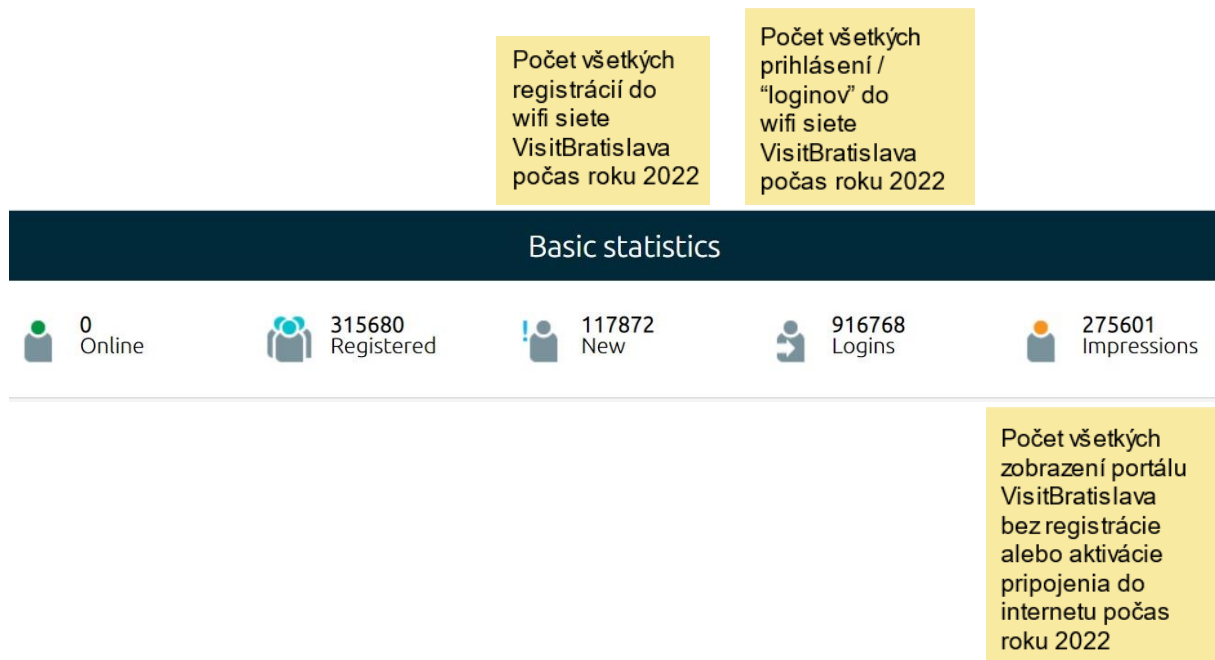 Počet všetkých
registrácií do
wifi siete
VisitBratislava
počas roku 2022
Počet všetkých
prihlásení /
“loginov” do
wifi siete
VisitBratislava
počas roku 2022
Basic statistics
0
Online
315680
Registered
117872
New
916768
Logins
275601
Impressions
Počet všetkých
zobrazení portálu
VisitBratislava
bez registrácie
alebo aktivácie
pripojenia do
internetu počas
roku 2022